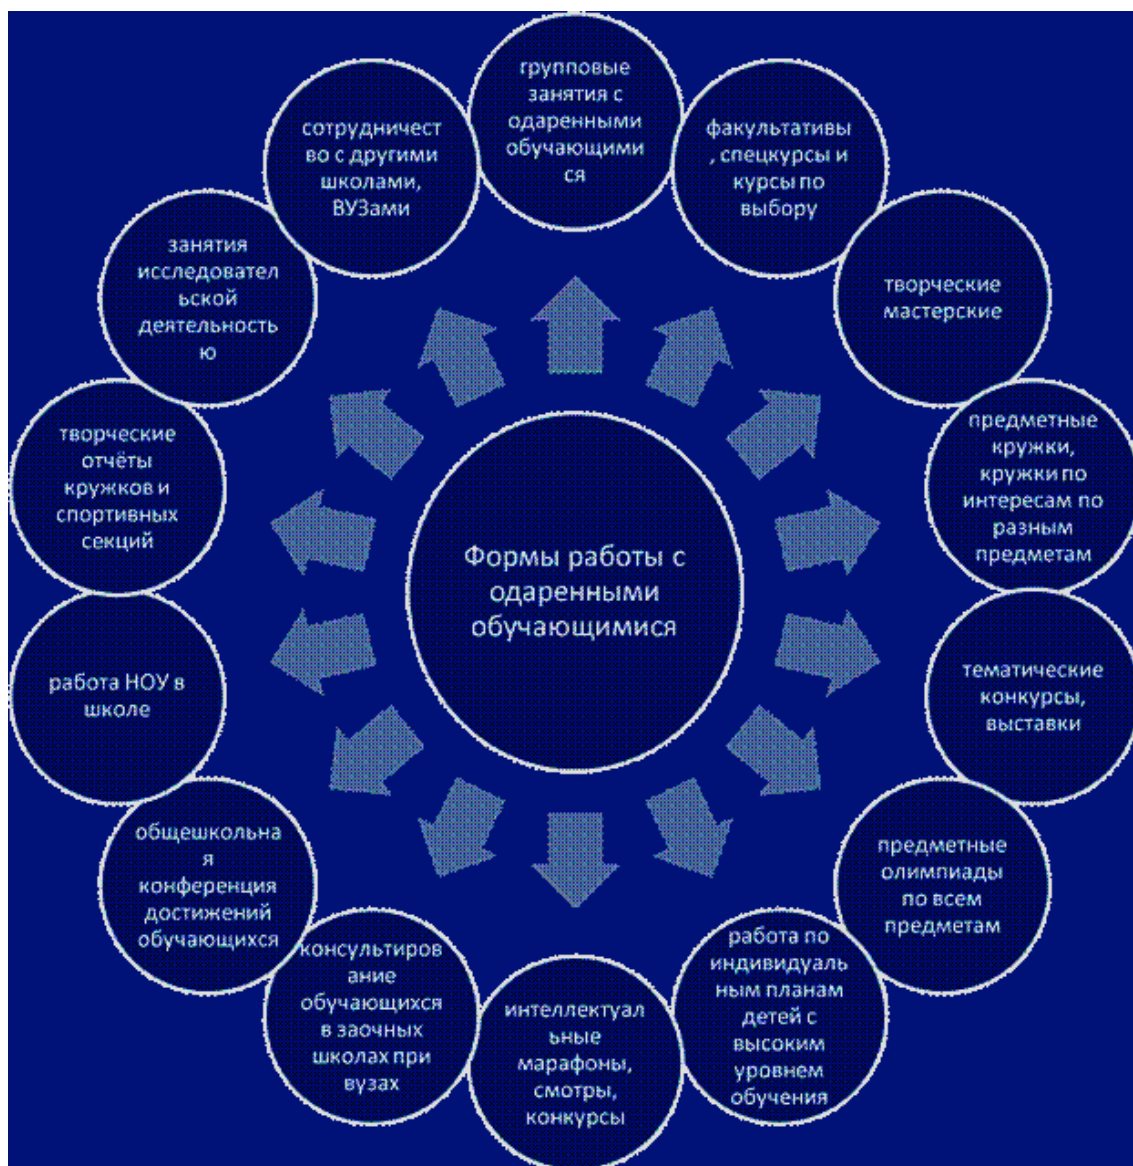 групповые
занятия с
одаренными
обучающими
ся
факультативы
, спецкурсы и
курсы по
выбору
творческие
мастерские
предметные
кружки,
кружки по
интересам по
разным
предметам
тематические
конкурсы,
выставки
предметные
олимпиады
по всем
предметам
работа по
индивидуаль
ным планам
детей с
высоким
уровнем
обучения
интеллектуал
ьные
марафоны,
смотры,
конкурсы
консультиров
ание
обучающихся
в заочных
школах при
вузах
общешкольна
я
конференция
достижений
обучающихся
работа НОУ в
школе
творческие
отчёты
кружков и
спортивных
секций
занятия
исследовател
ьской
деятельность
ю
сотрудничест
во с другими
школами,
ВУЗами
Формы работы с
одаренными
обучающимися